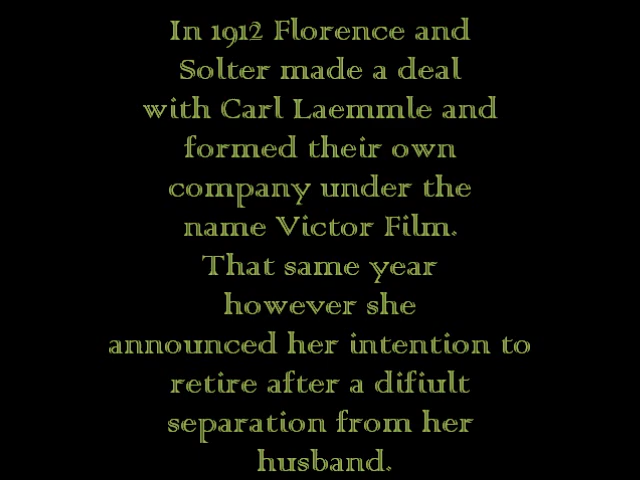 In 1912 Florence and
Solter made a deal
with Carl Laemmle and
formed their own
company under the
name Victor Film.
That same year
however she
announced her intention to
retire after a difiult
separation from her
husband.